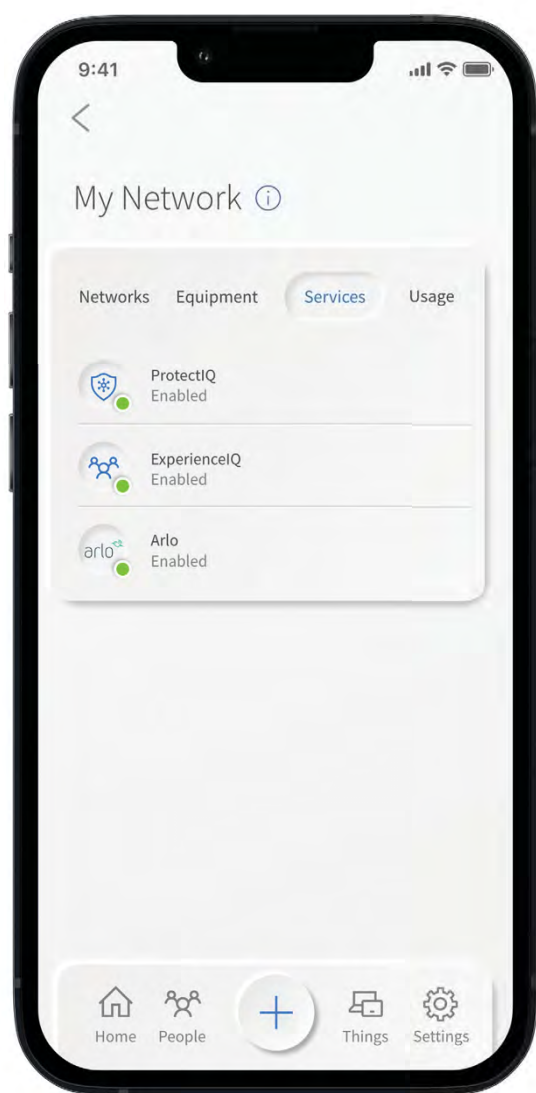 9:41
My Network
Networks Equipment Services Usage
ProtectIQ
Enabled
ExperienceIQ
Enabled
arlo
Arlo
Enabled
Home People Things Settings